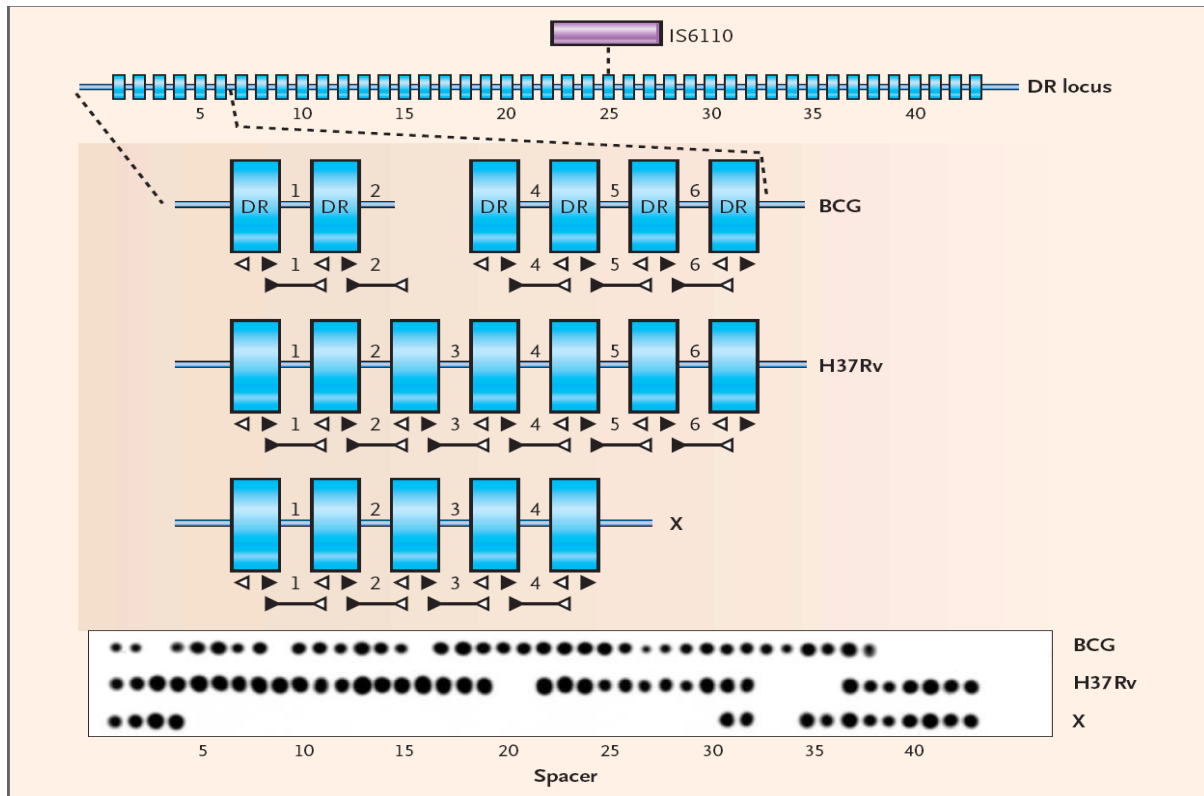 IS6110
DR locus
5 10 15 20 25 30 35 40
1 2 4 5 6
DR DR DR DR DR DR BCG
1 2 4 5 6
1 2 3 4 5 6
H37Rv
1 2 3 4 5 6
1 2 3 4
X
1 2 3 4
BCG
H37Rv
X
5 10 15 20 25 30 35 40
Spacer